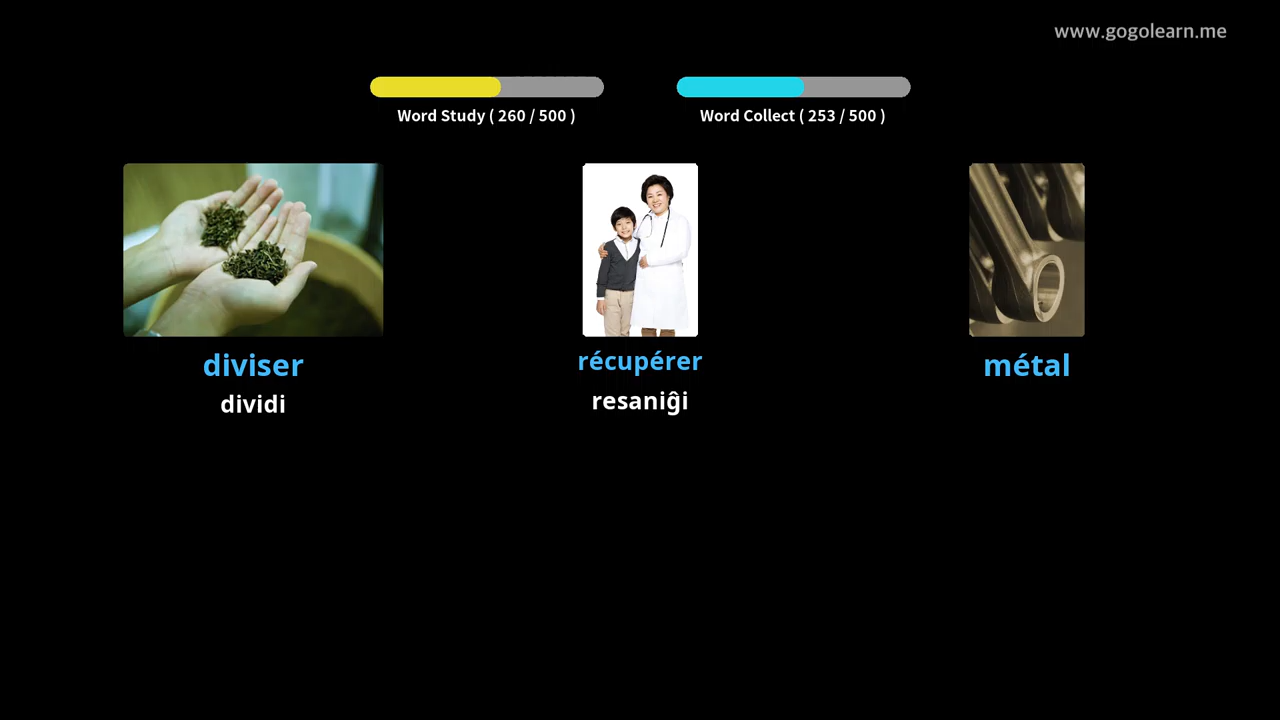 www.gogolearn.me
Word Study ( 260 / 500 )
Word Collect ( 253 / 500 )
diviser
récupérer
métal
dividi
resaniĝi